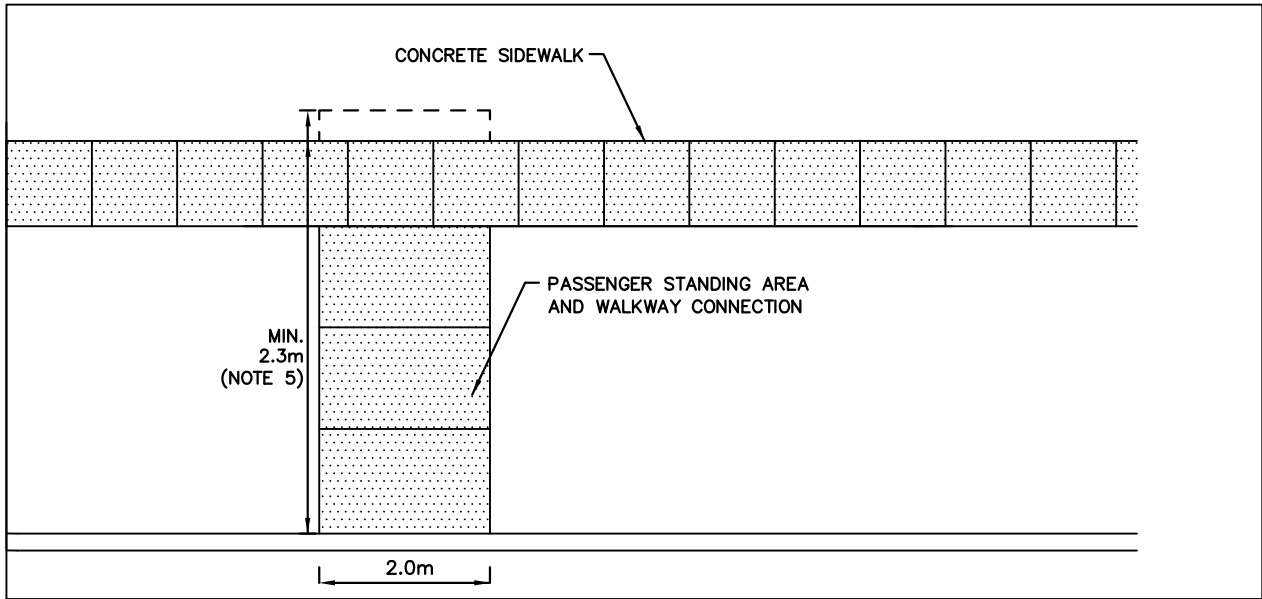 CONCRETE SIDEWALK
PASSENGER STANDING AREA
AND WALKWAY CONNECTION
MIN.
2.3m
(NOTE 5)
2.0m